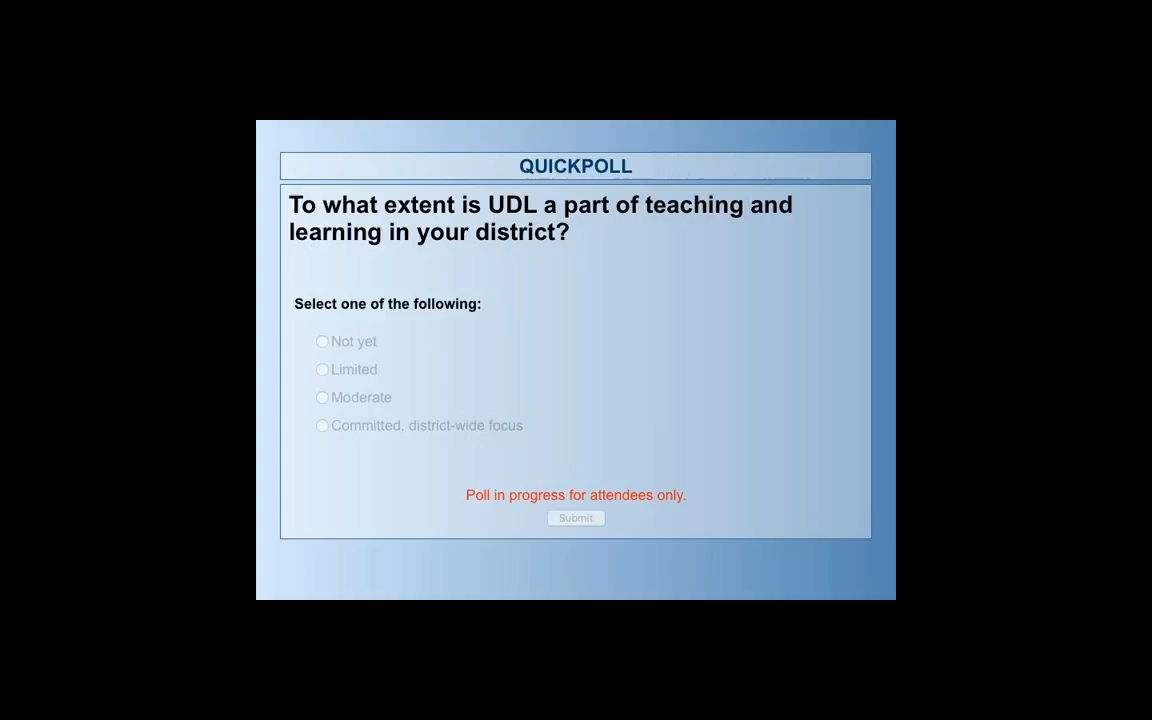 QUICKPOLL
To what extent is UDL a part of teaching and
learning in your district?
Select one of the following:
Not yet
Limited
Moderate
Committed, district-wide focus
Poll in progress for attendees only.
Submit